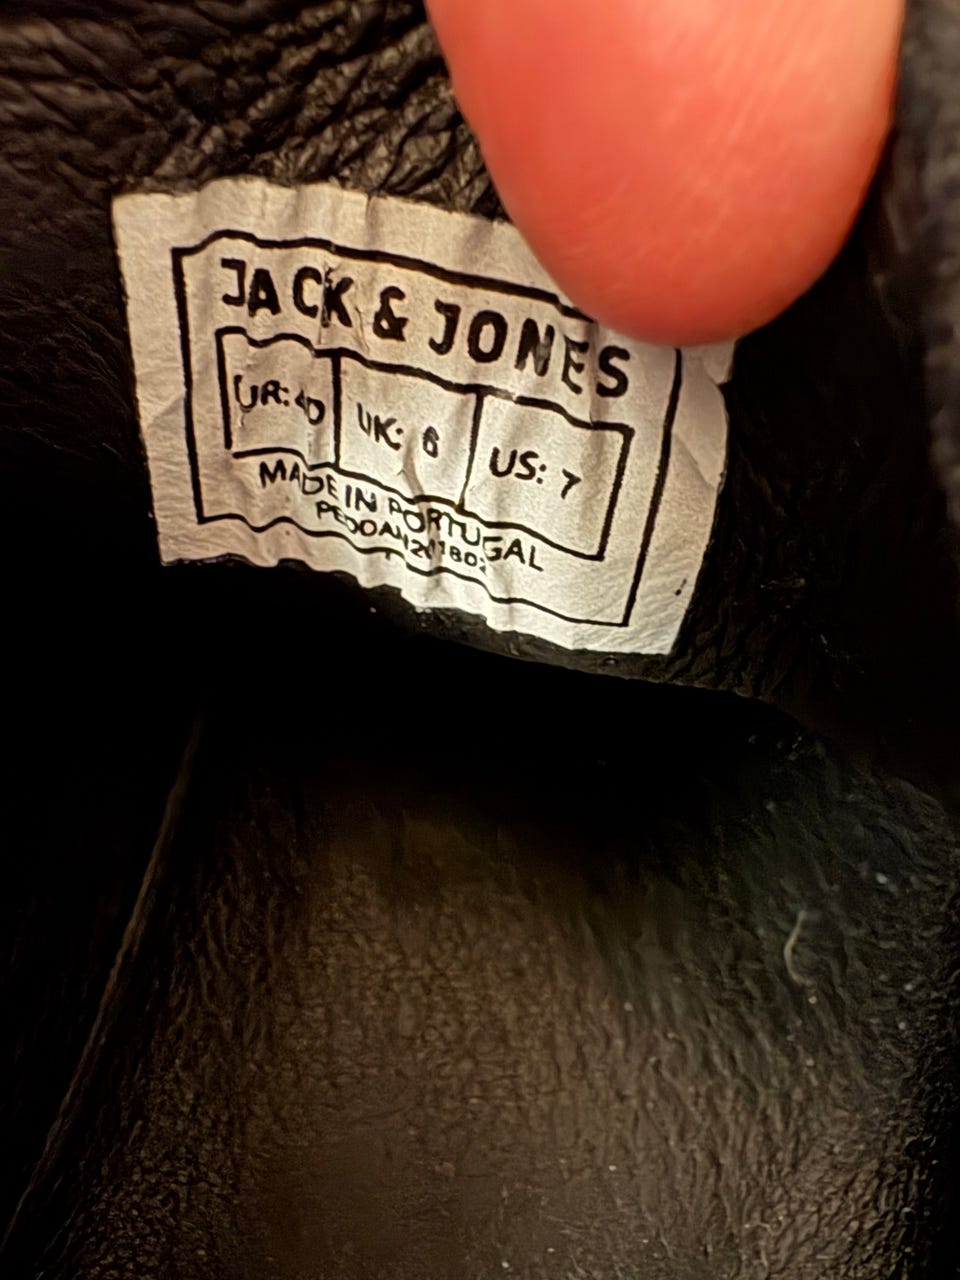 JACK & JONES
UR: 40 UK: 6 US: 7
MADE IN PORTUGAL